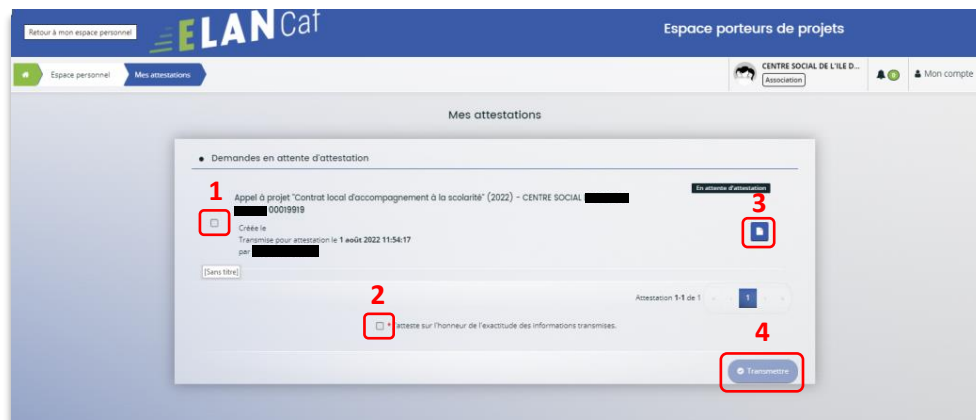 Retour à mon espace personnel
ELAN Caf
Espace porteurs de projets
Espace personnel
Mes attestations
CENTRE SOCIAL DE L'ILE D...
Association
0
Mon compte
Mes attestations
Demandes en attente d'attestation
1
En attente d'attestation
Appel à projet "Contrat local d'accompagnement à la scolarité" (2022) - CENTRE SOCIAL
00019919
3
Créée le
Transmise pour attestation le 1 août 2022 11:54:17
par
[Sans titre]
Attestation 1-1 de 1
1
2
* atteste sur l'honneur de l'exactitude des informations transmises.
4
Transmettre